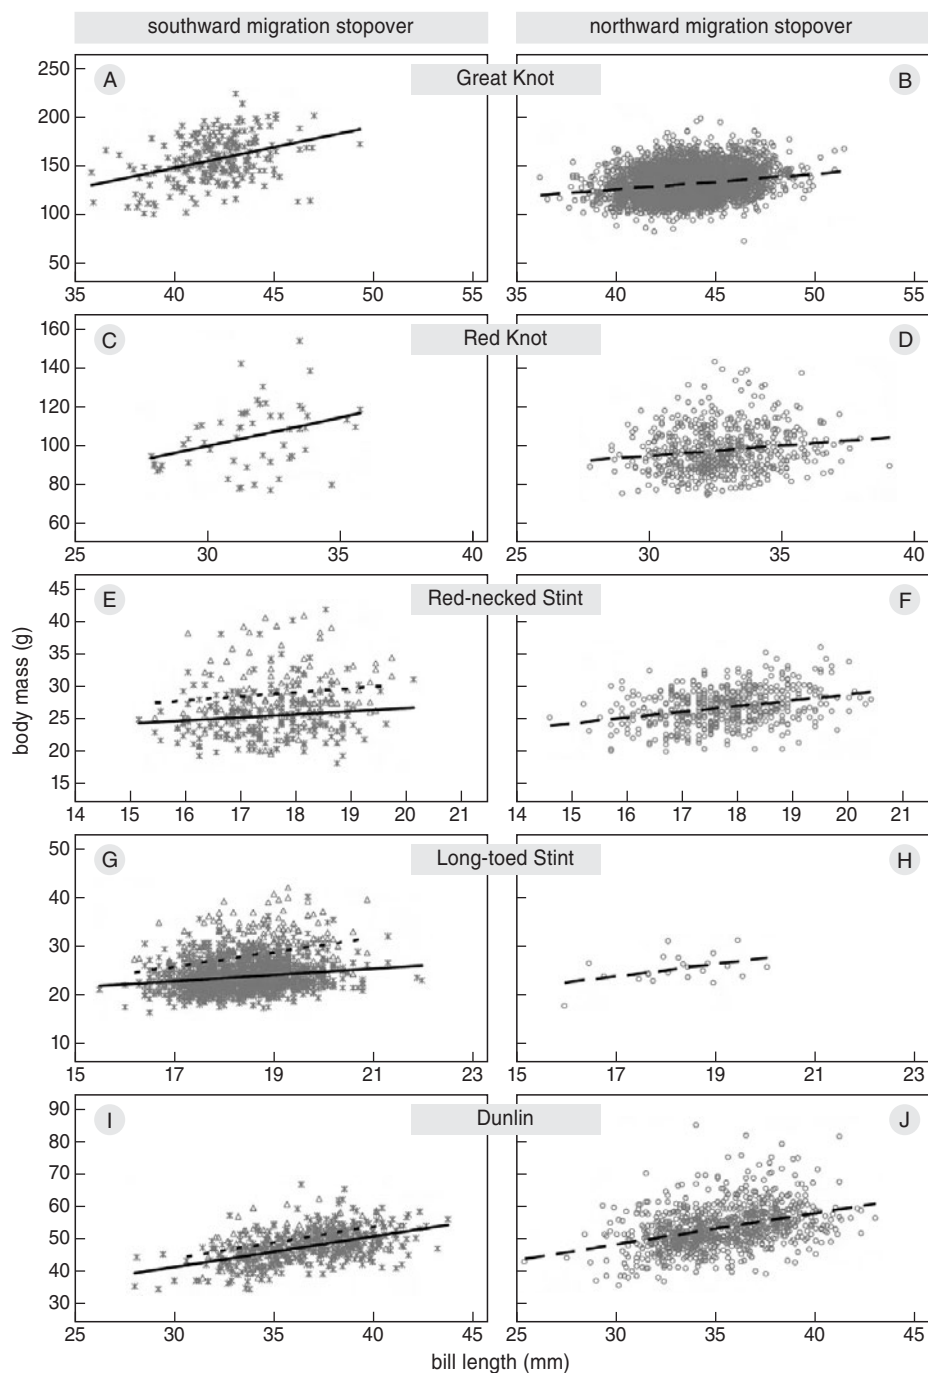 southward migration stopover
northward migration stopover
A
Great Knot
B
250
200
150
100
50
35 40 45 50 55
35 40 45 50 55
C
Red Knot
D
160
140
120
100
80
60
25 30 35 40
25 30 35 40
E
Red-necked Stint
F
45
40
35
30
25
20
15
14 15 16 17 18 19 20 21
14 15 16 17 18 19 20 21
G
Long-toed Stint
H
50
40
30
20
10
15 17 19 21 23
15 17 19 21 23
I
Dunlin
J
90
80
70
60
50
40
30
25 30 35 40 45
25 30 35 40 45
body mass (g)
bill length (mm)